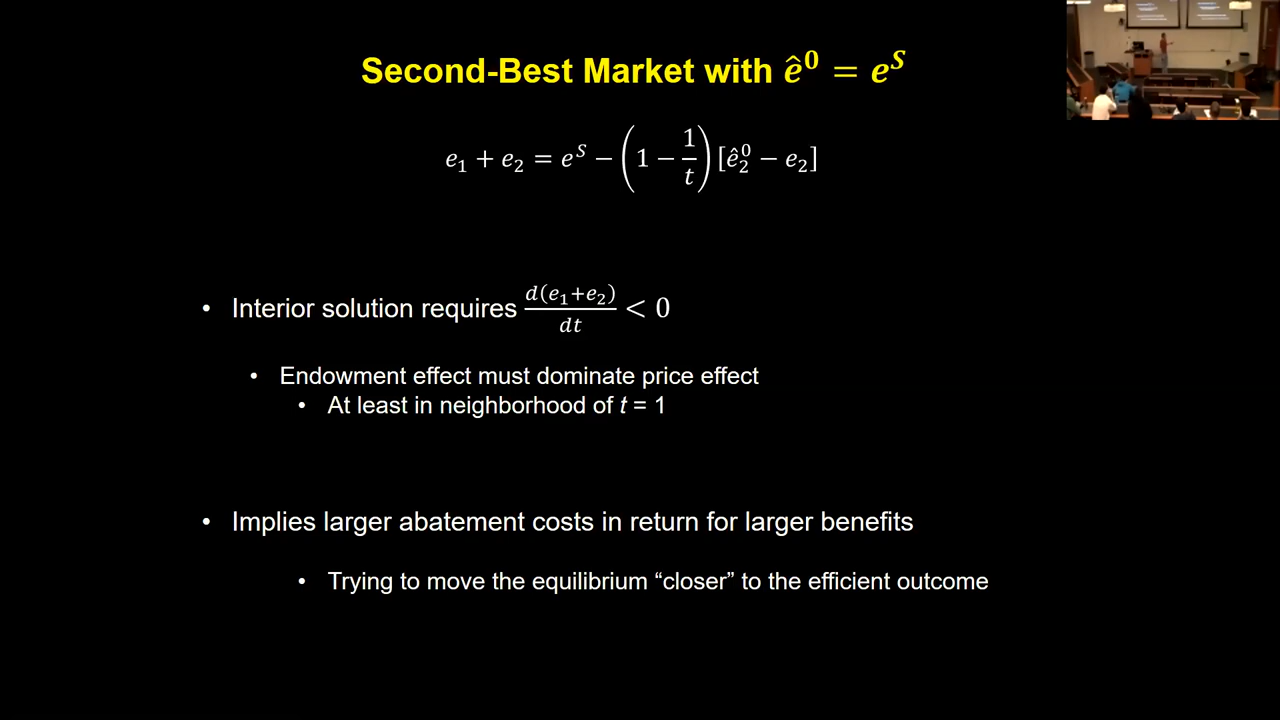 Second-Best Market with ê⁰ = eˢ
e₁ + e₂ = eˢ − (1 − 1/t) [ê₂⁰ − e₂]
• Interior solution requires d(e₁+e₂)/dt < 0
• Endowment effect must dominate price effect
• At least in neighborhood of t = 1
• Implies larger abatement costs in return for larger benefits
• Trying to move the equilibrium “closer” to the efficient outcome